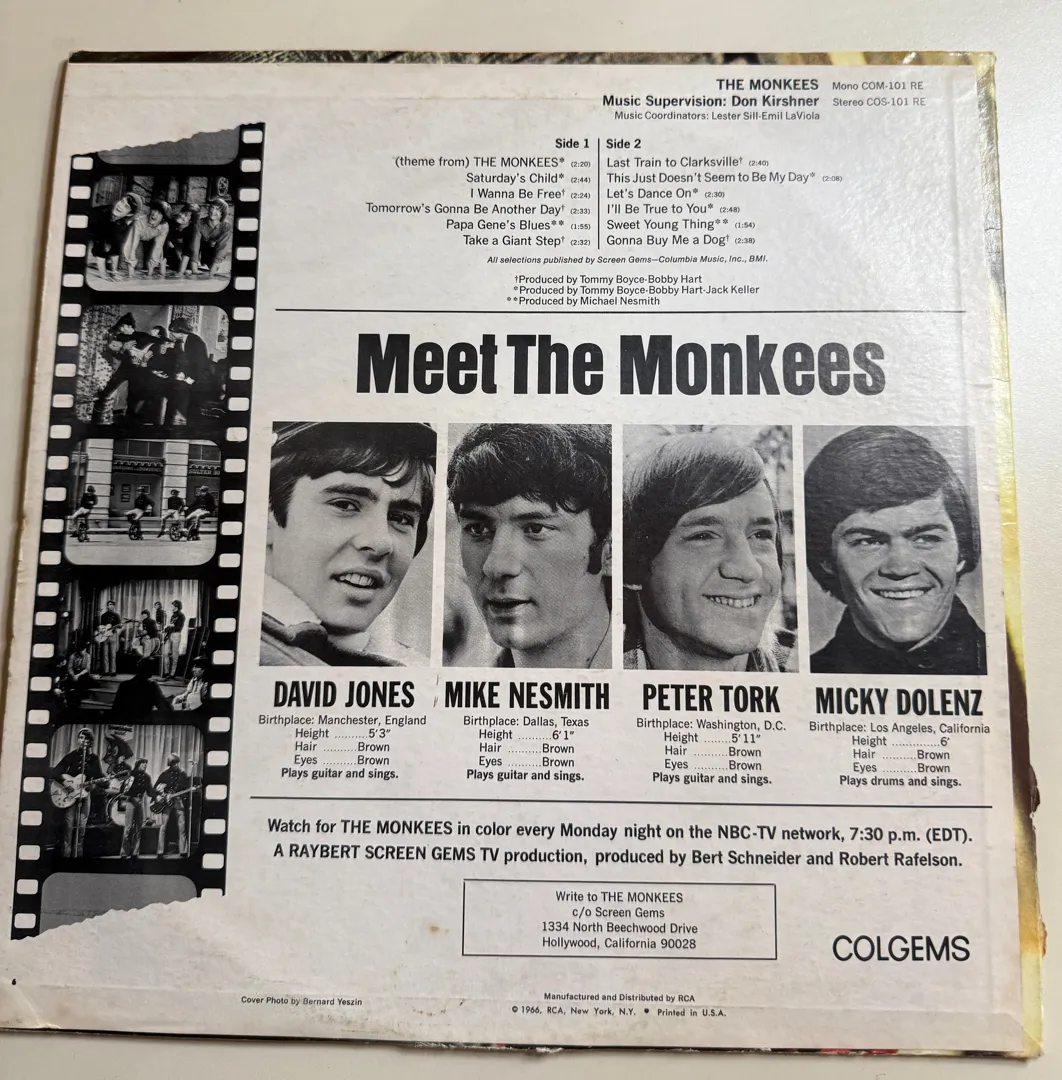 THE MONKEES Mono COM-101 RE
Music Supervision: Don Kirshner Stereo COS-101 RE
Music Coordinators: Lester Sill-Emil LaViola
Side 1
(theme from) THE MONKEES* (2:20)
Saturday's Child* (2:44)
I Wanna Be Free† (2:24)
Tomorrow's Gonna Be Another Day† (2:33)
Papa Gene's Blues** (1:55)
Take a Giant Step† (2:32)
Side 2
Last Train to Clarksville† (2:40)
This Just Doesn't Seem to Be My Day* (2:08)
Let's Dance On* (2:30)
I'll Be True to You* (2:48)
Sweet Young Thing** (1:54)
Gonna Buy Me a Dog† (2:38)
All selections published by Screen Gems—Columbia Music, Inc., BMI.
†Produced by Tommy Boyce-Bobby Hart
*Produced by Tommy Boyce-Bobby Hart-Jack Keller
**Produced by Michael Nesmith
Meet The Monkees
DAVID JONES
Birthplace: Manchester, England
Height ..........5'3"
Hair ..........Brown
Eyes ..........Brown
Plays guitar and sings.
MIKE NESMITH
Birthplace: Dallas, Texas
Height ..........6'1"
Hair ..........Brown
Eyes ..........Brown
Plays guitar and sings.
PETER TORK
Birthplace: Washington, D.C.
Height ........5'11"
Hair ..........Brown
Eyes ..........Brown
Plays guitar and sings.
MICKY DOLENZ
Birthplace: Los Angeles, California
Height .............6'
Hair ..........Brown
Eyes ..........Brown
Plays drums and sings.
Watch for THE MONKEES in color every Monday night on the NBC-TV network, 7:30 p.m. (EDT).
A RAYBERT SCREEN GEMS TV production, produced by Bert Schneider and Robert Rafelson.
Write to THE MONKEES
c/o Screen Gems
1334 North Beechwood Drive
Hollywood, California 90028
COLGEMS
6
Cover Photo by Bernard Yeszin
Manufactured and Distributed by RCA
© 1966, RCA, New York, N.Y. • Printed in U.S.A.